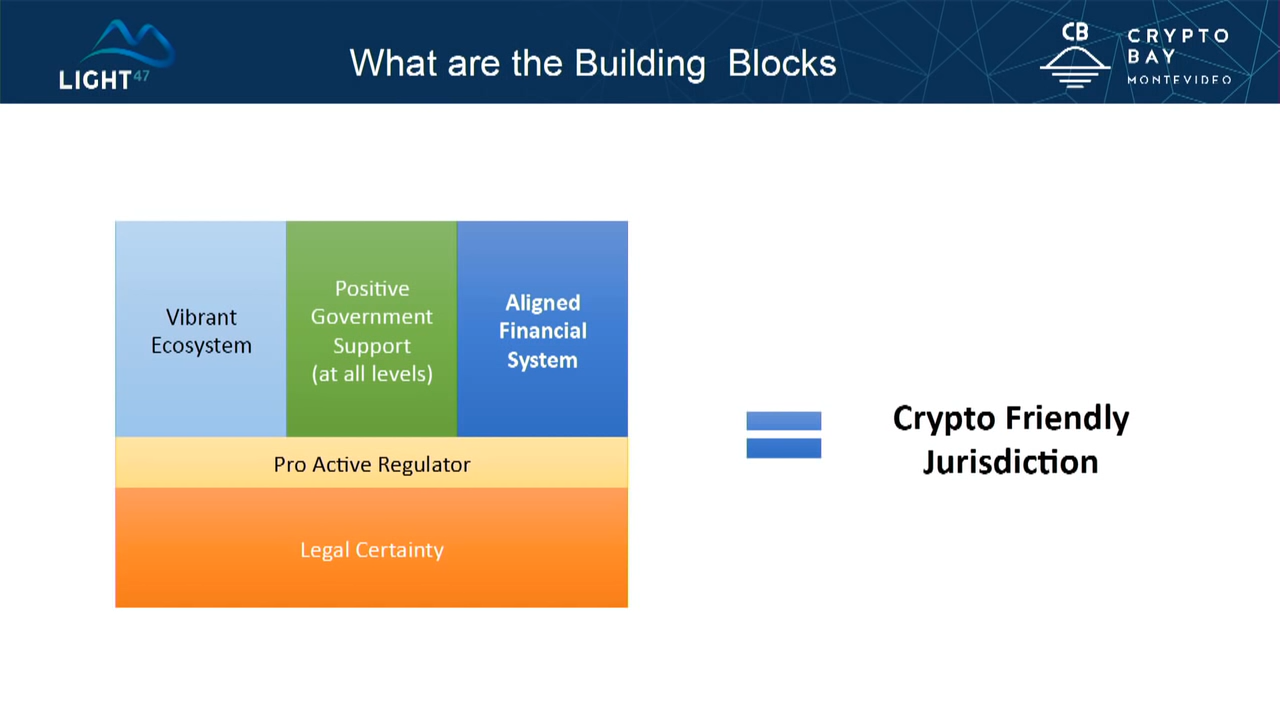 LIGHT47
What are the Building Blocks
CB
CRYPTO
BAY
MONTEVIDEO
Vibrant
Ecosystem
Positive
Government
Support
(at all levels)
Aligned
Financial
System
Pro Active Regulator
Legal Certainty
Crypto Friendly
Jurisdiction